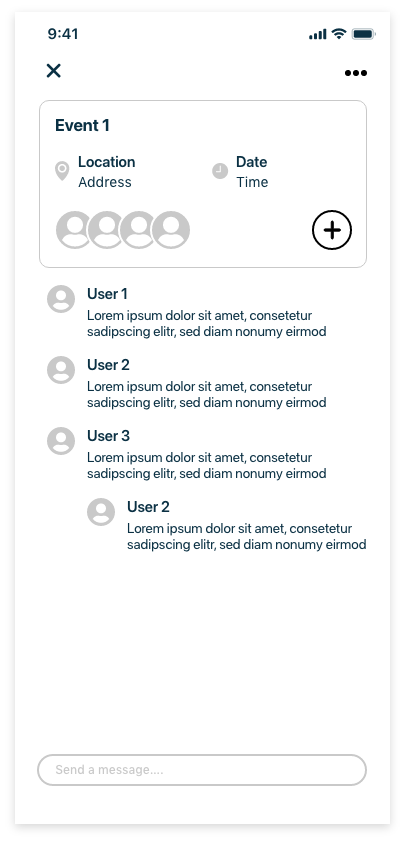 9:41
Event 1
Location
Address
Date
Time
User 1
Lorem ipsum dolor sit amet, consetetur
sadipscing elitr, sed diam nonumy eirmod
User 2
Lorem ipsum dolor sit amet, consetetur
sadipscing elitr, sed diam nonumy eirmod
User 3
Lorem ipsum dolor sit amet, consetetur
sadipscing elitr, sed diam nonumy eirmod
User 2
Lorem ipsum dolor sit amet, consetetur
sadipscing elitr, sed diam nonumy eirmod
Send a message....